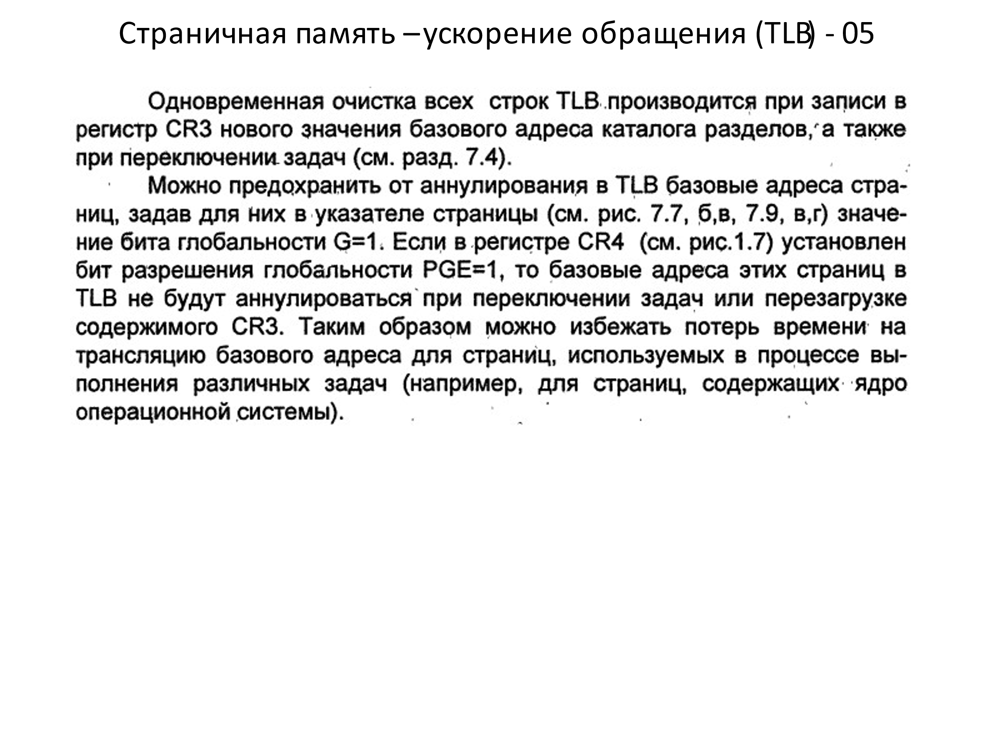 Страничная память –ускорение обращения (TLB) - 05
Одновременная очистка всех строк TLB производится при записи в
регистр CR3 нового значения базового адреса каталога разделов, а также
при переключении задач (см. разд. 7.4).
Можно предохранить от аннулирования в TLB базовые адреса стра-
ниц, задав для них в указателе страницы (см. рис. 7.7, б,в, 7.9, в,г) значе-
ние бита глобальности G=1. Если в регистре CR4 (см. рис.1.7) установлен
бит разрешения глобальности PGE=1, то базовые адреса этих страниц в
TLB не будут аннулироваться при переключении задач или перезагрузке
содержимого CR3. Таким образом можно избежать потерь времени на
трансляцию базового адреса для страниц, используемых в процессе вы-
полнения различных задач (например, для страниц, содержащих ядро
операционной системы).